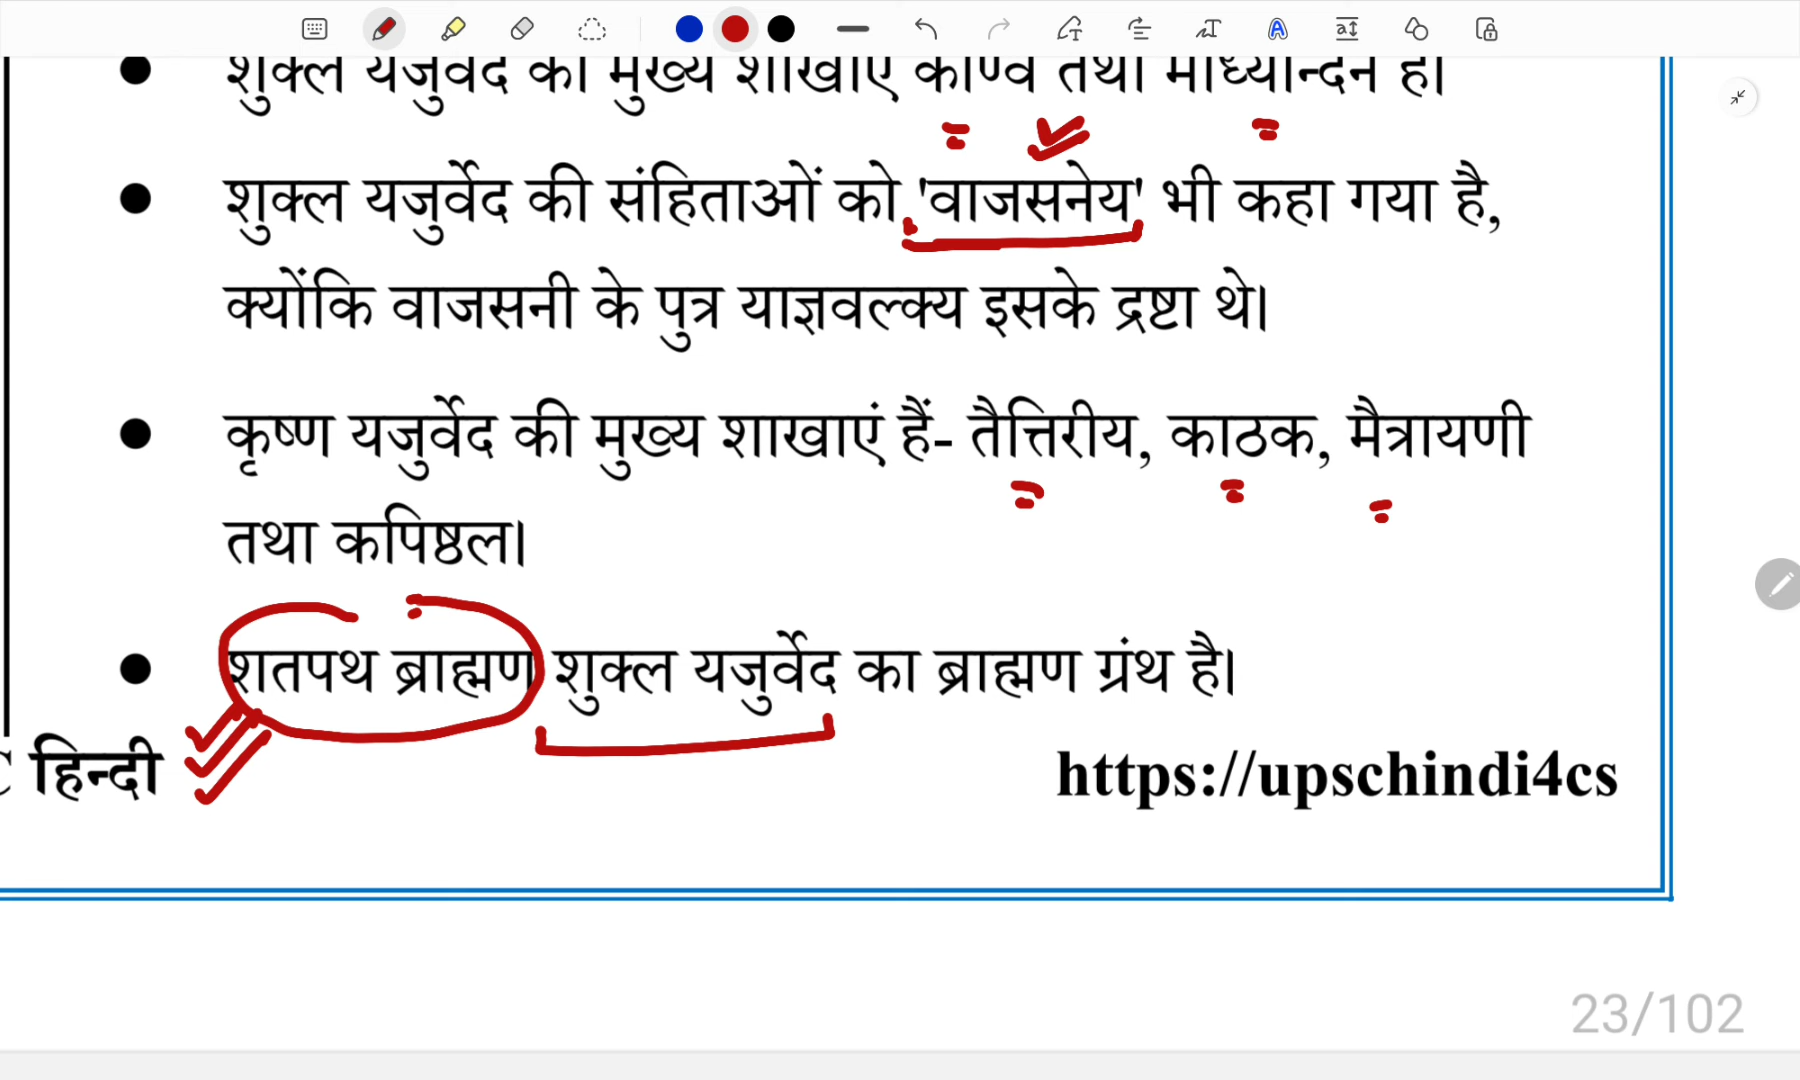 शुक्ल यजुर्वेद की मुख्य शाखाएं काण्व तथा माध्यान्दिन हैं।
शुक्ल यजुर्वेद की संहिताओं को 'वाजसनेय' भी कहा गया है,
क्योंकि वाजसनी के पुत्र याज्ञवल्क्य इसके द्रष्टा थे।
कृष्ण यजुर्वेद की मुख्य शाखाएं हैं- तैत्तिरीय, काठक, मैत्रायणी
तथा कपिष्ठल।
शतपथ ब्राह्मण शुक्ल यजुर्वेद का ब्राह्मण ग्रंथ है।
हिन्दी https://upschindi4cs
23/102